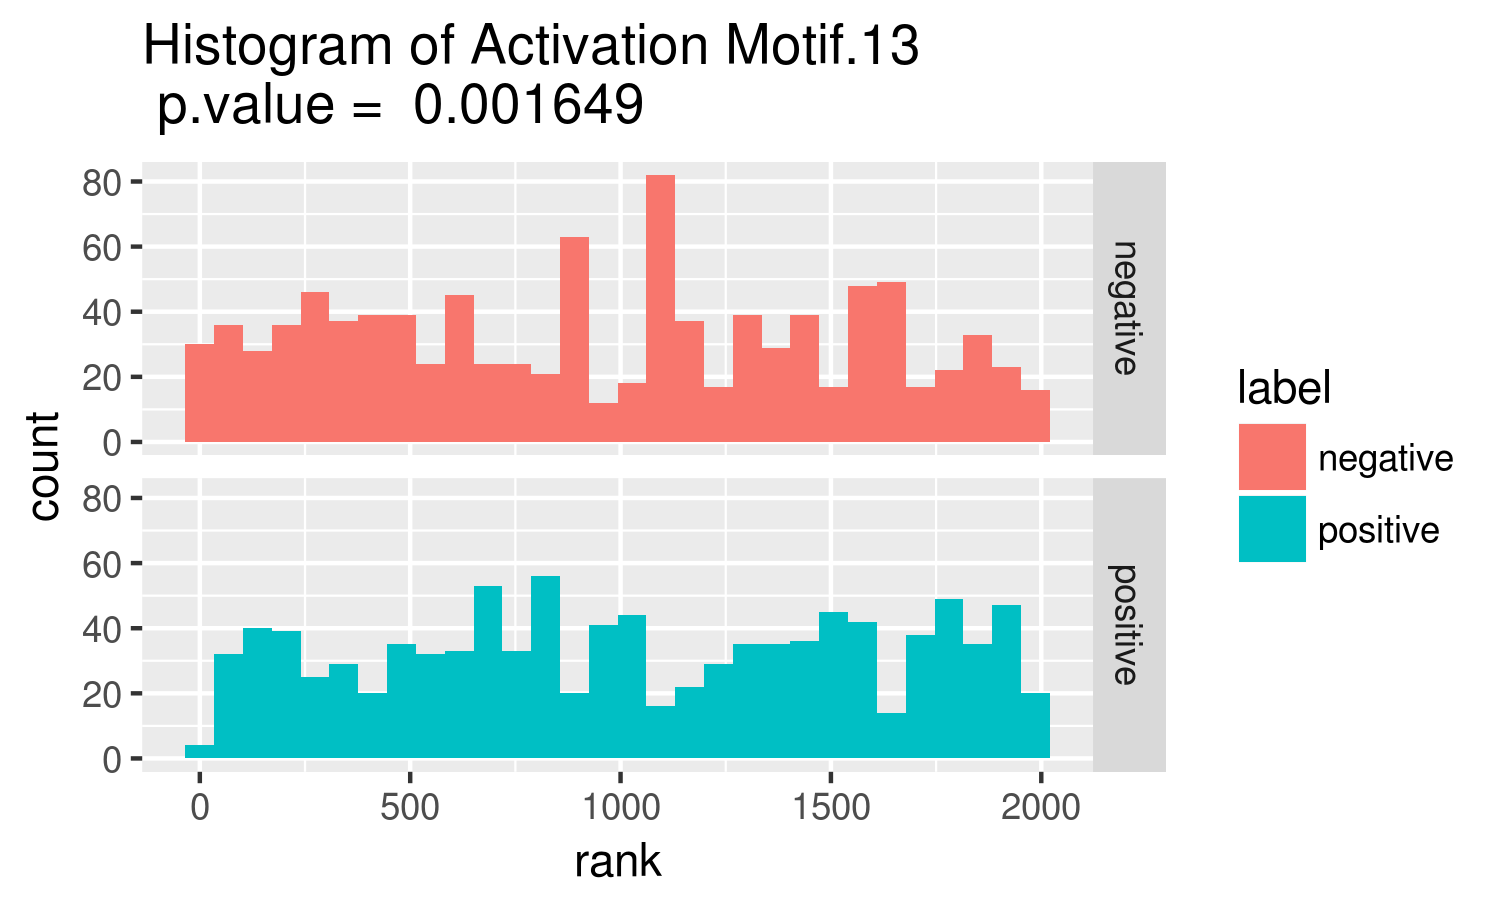 Histogram of Activation Motif.13
p.value = 0.001649
80
60
40
20
0
negative
80
60
40
20
0
positive
count
0 500 1000 1500 2000
rank
label
negative
positive